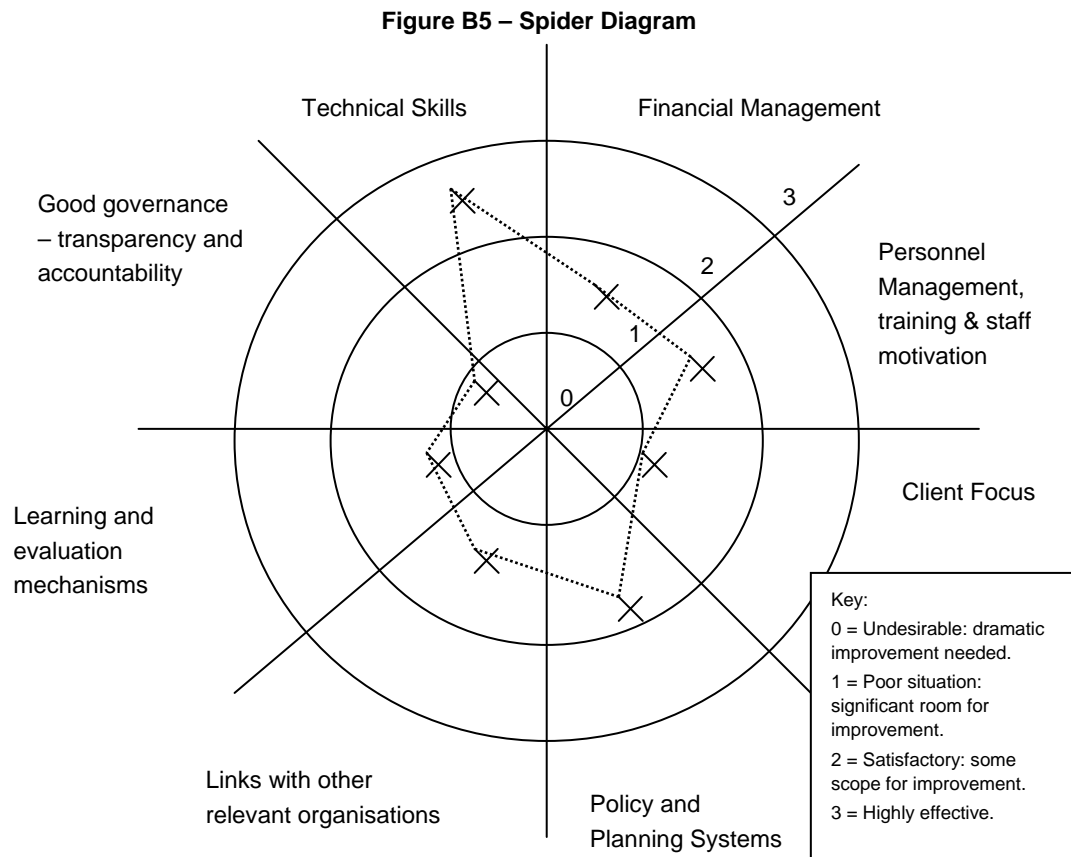 Figure B5 – Spider Diagram
Technical Skills
Financial Management
Good governance
– transparency and
accountability
3
2
1
0
Personnel
Management,
training & staff
motivation
Learning and
evaluation
mechanisms
Client Focus
Links with other
relevant organisations
Policy and
Planning Systems
Key:
0 = Undesirable: dramatic
improvement needed.
1 = Poor situation:
significant room for
improvement.
2 = Satisfactory: some
scope for improvement.
3 = Highly effective.